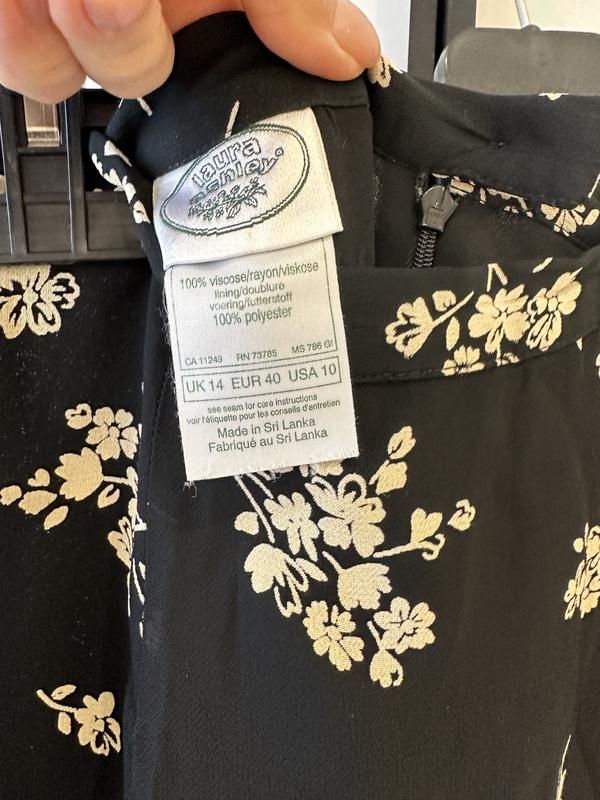 laura
ashley
100% viscose/rayon/viskose
lining/doublure
voering/futterstoff
100% polyester
CA 11249 RN 73785 MS 786 GI
UK 14 EUR 40 USA 10
see seam for care instructions
voir l'étiquette pour les conseils d'entretien
Made in Sri Lanka
Fabriqué au Sri Lanka